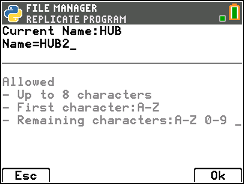 FILE MANAGER
REPLICATE PROGRAM
Current Name:HUB
Name=HUB2_
Allowed
- Up to 8 characters
- First character:A-Z
- Remaining characters:A-Z 0-9 _
Esc
Ok